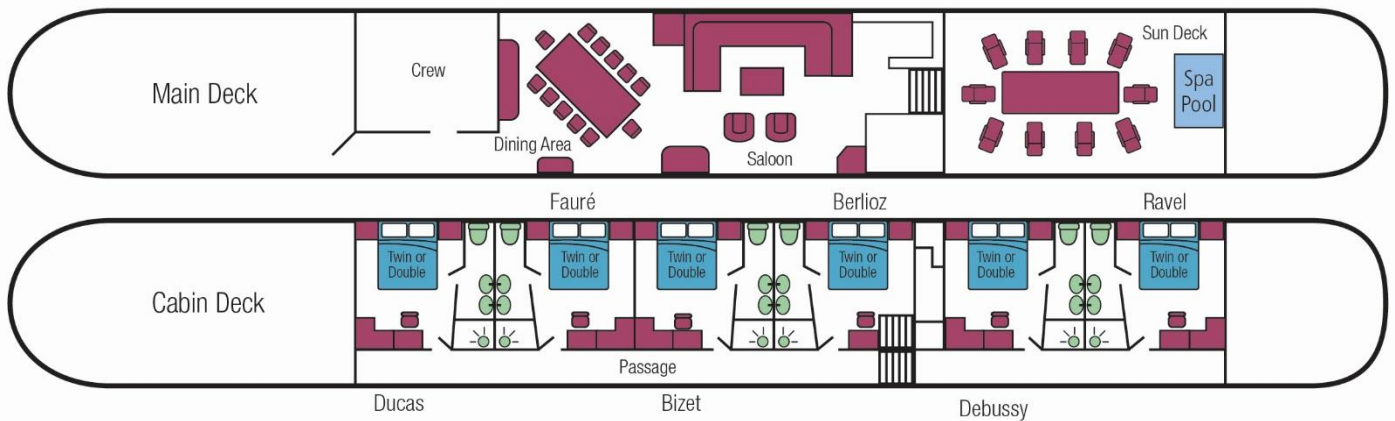 Main Deck
Crew
Dining Area
Saloon
Sun Deck
Spa
Pool
Fauré
Berlioz
Ravel
Cabin Deck
Twin or
Double
Twin or
Double
Twin or
Double
Twin or
Double
Twin or
Double
Twin or
Double
Passage
Ducas
Bizet
Debussy